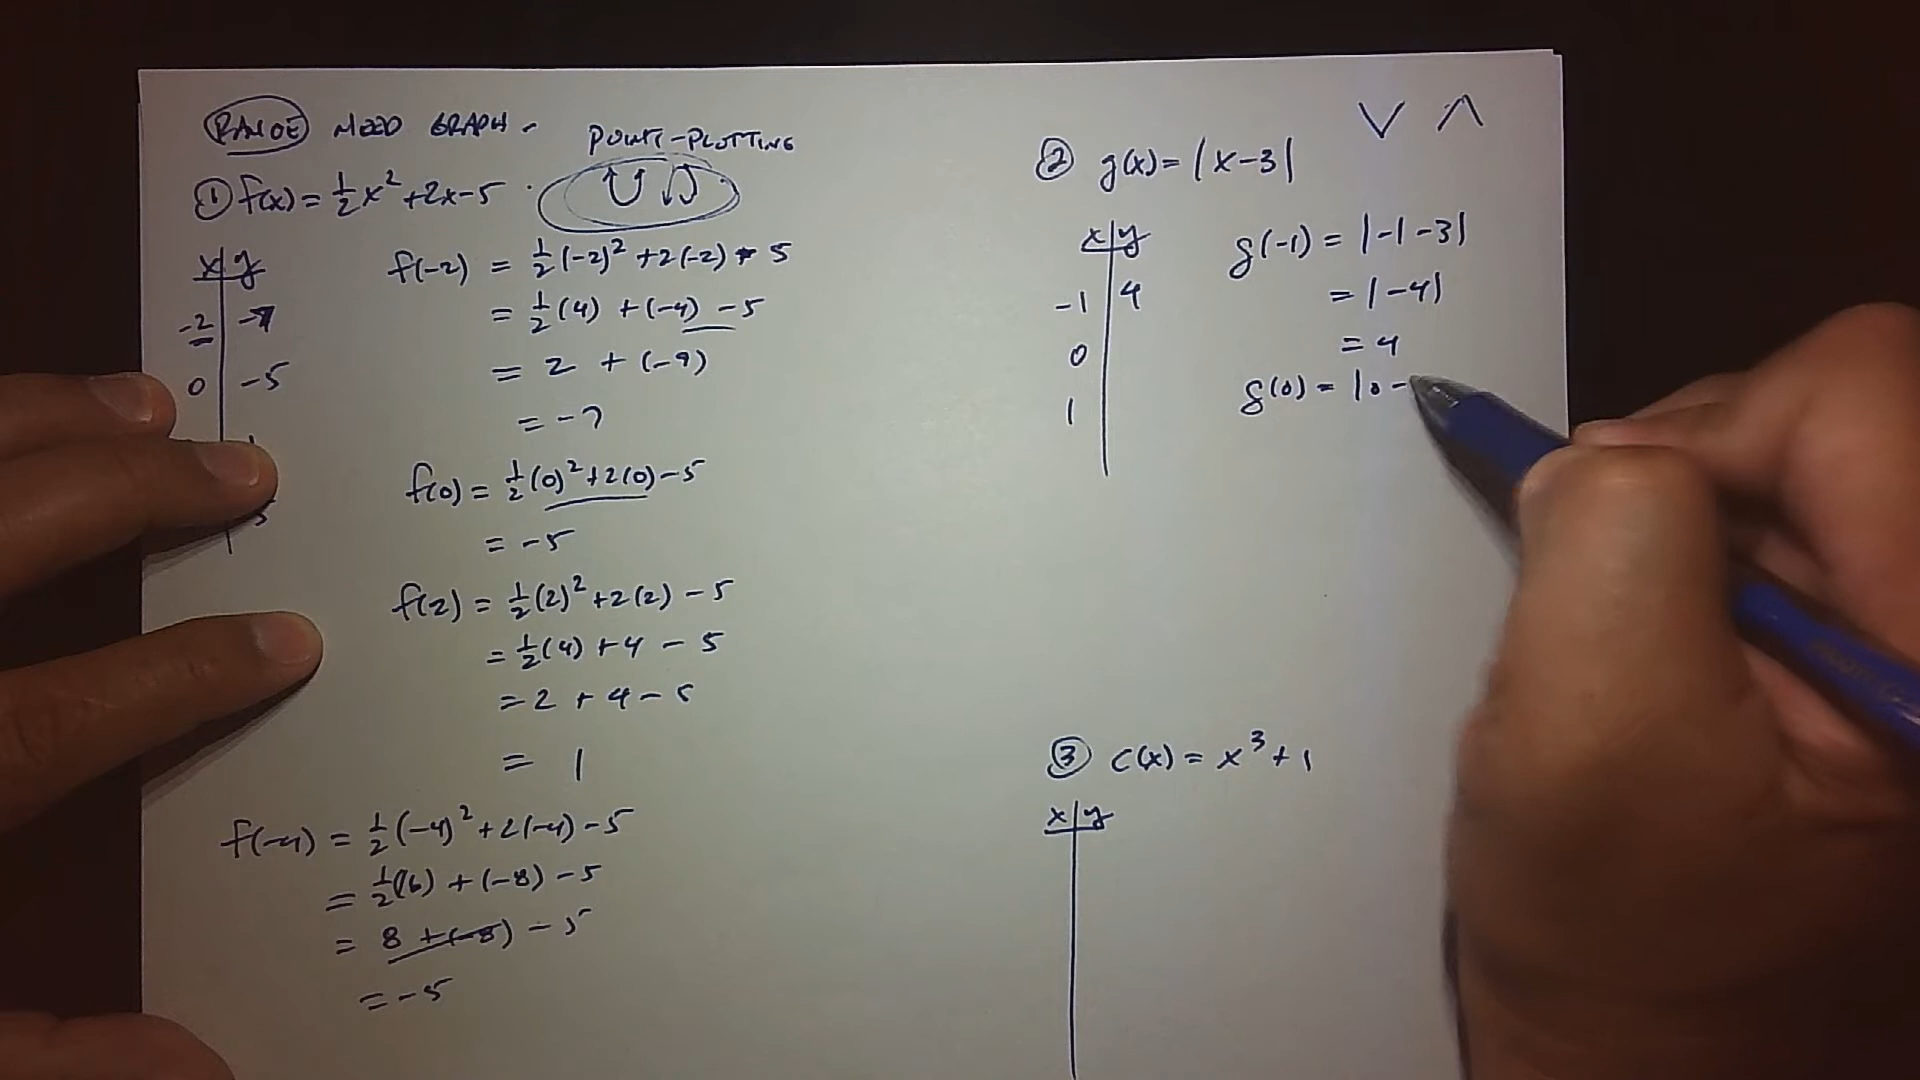 RANGE NEED GRAPH
POINT-PLOTTING
① f(x) = 1/2 x² + 2x - 5
x | y
-2 | -7
0 | -5
f(-2) = 1/2 (-2)² + 2(-2) - 5
= 1/2 (4) + (-4) - 5
= 2 + (-9)
= -7
f(0) = 1/2 (0)² + 2(0) - 5
= -5
f(2) = 1/2 (2)² + 2(2) - 5
= 1/2 (4) + 4 - 5
= 2 + 4 - 5
= 1
f(-4) = 1/2 (-4)² + 2(-4) - 5
= 1/2 (16) + (-8) - 5
= 8 + (-8) - 5
= -5
② g(x) = |x - 3|
x | y
-1 | 4
0
1
g(-1) = |-1 - 3|
= |-4|
= 4
g(0) = |0 -
③ c(x) = x³ + 1
x | y